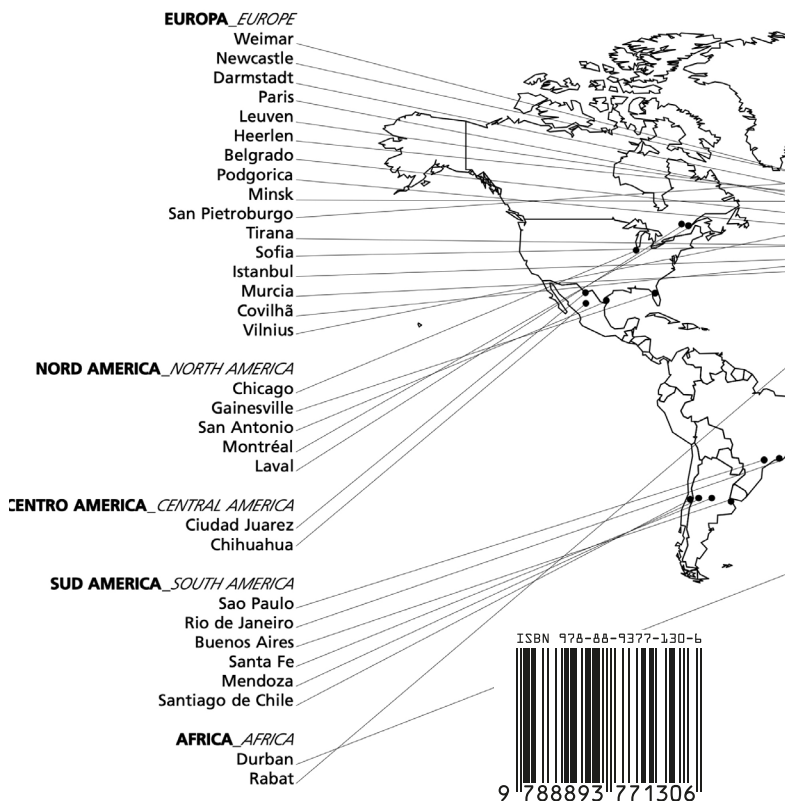 EUROPA_EUROPE
Weimar
Newcastle
Darmstadt
Paris
Leuven
Heerlen
Belgrado
Podgorica
Minsk
San Pietroburgo
Tirana
Sofia
Istanbul
Murcia
Covilhã
Vilnius
NORD AMERICA_NORTH AMERICA
Chicago
Gainesville
San Antonio
Montréal
Laval
CENTRO AMERICA_CENTRAL AMERICA
Ciudad Juarez
Chihuahua
SUD AMERICA_SOUTH AMERICA
Sao Paulo
Rio de Janeiro
Buenos Aires
Santa Fe
Mendoza
Santiago de Chile
AFRICA_AFRICA
Durban
Rabat
ISBN 978-88-9377-130-6
9 788893 771306